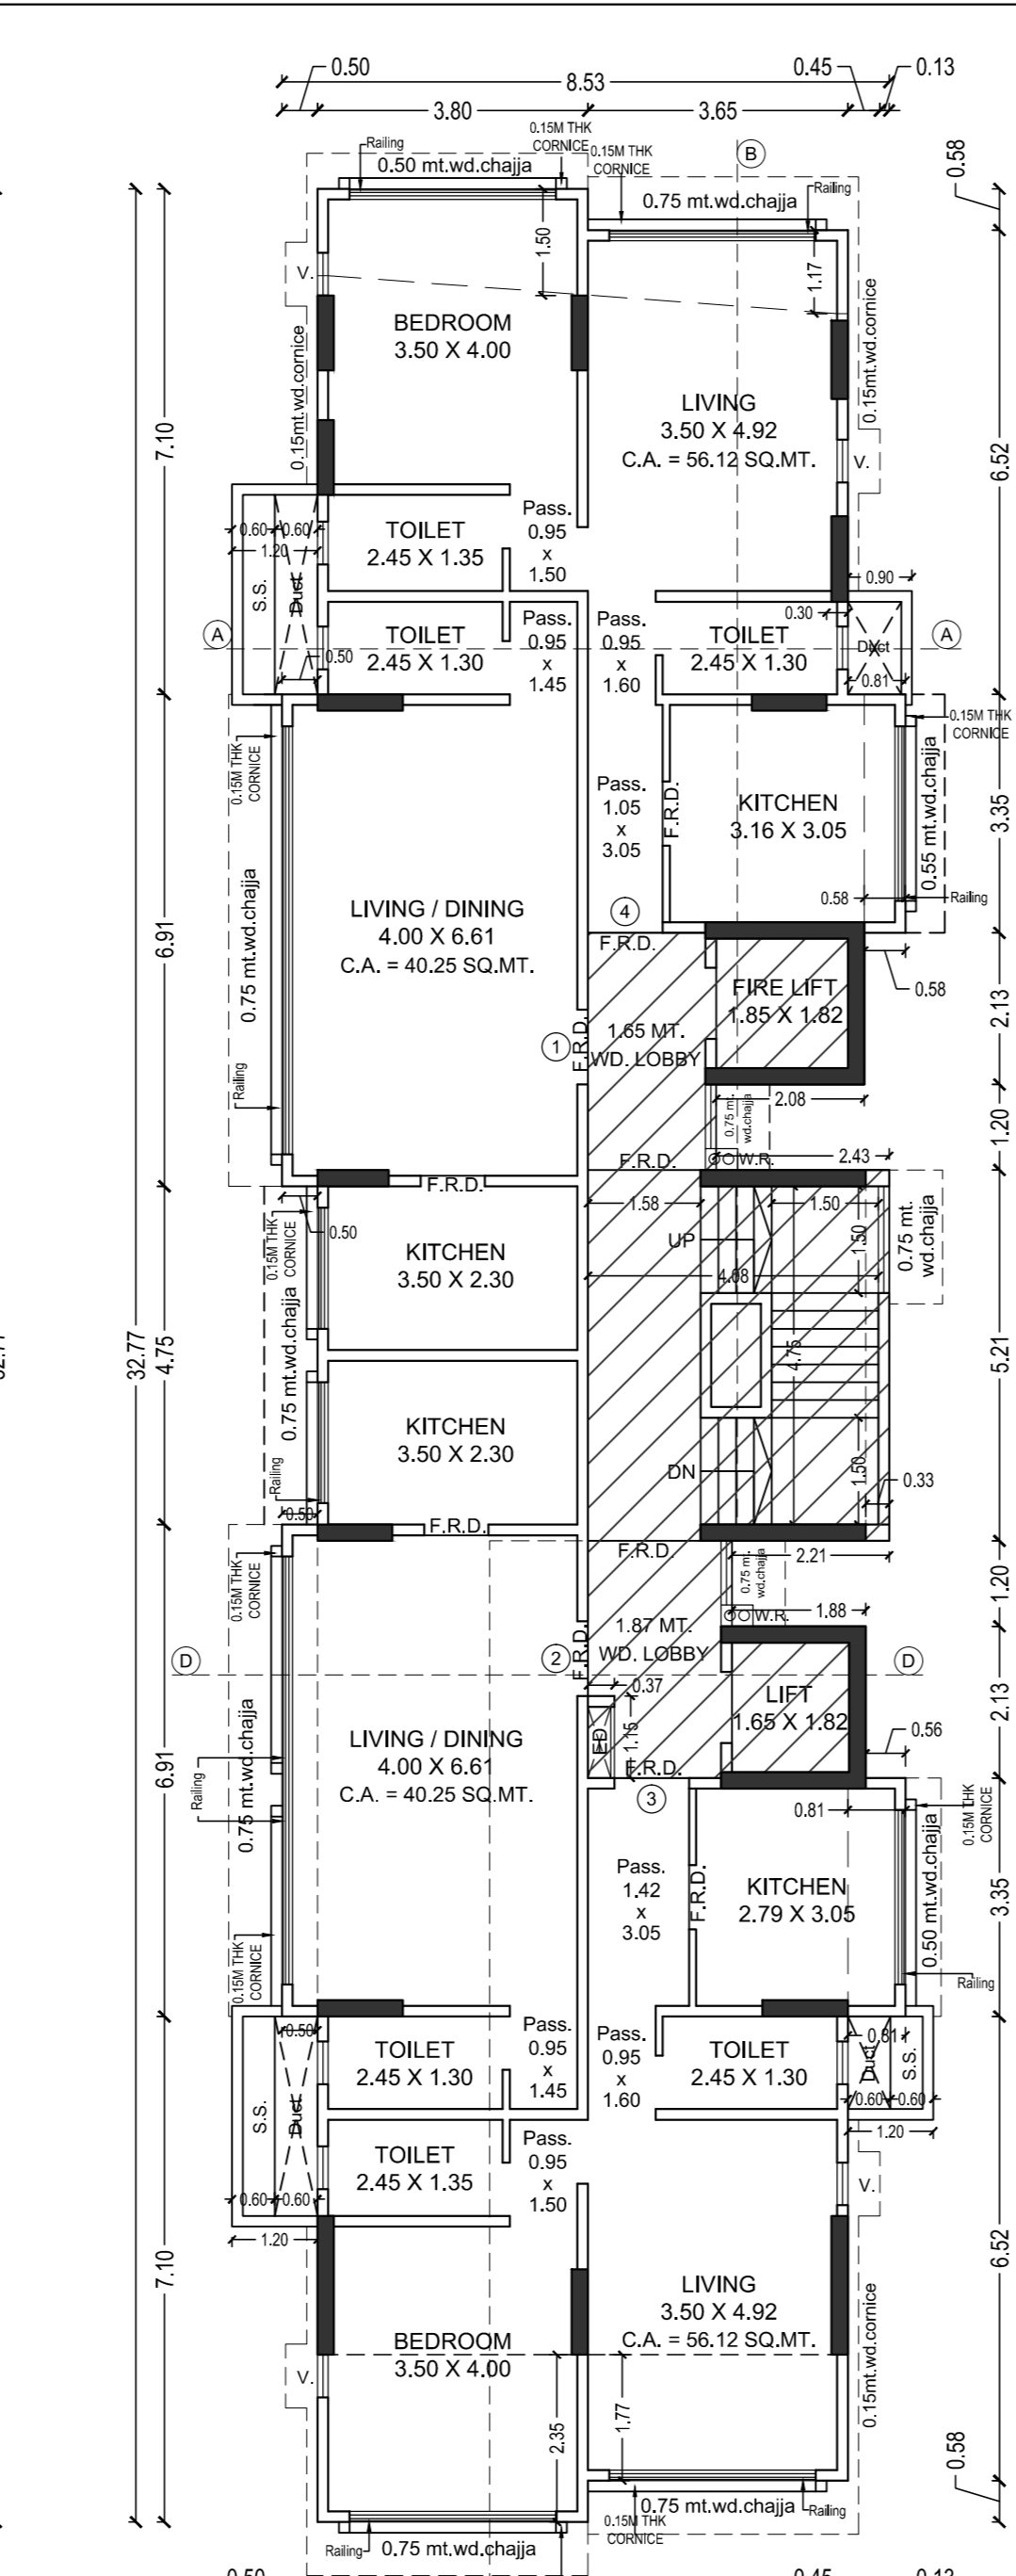 0.50
8.53
0.45
0.13
3.80
3.65
0.15M THK
CORNICE
Railing
0.50 mt.wd.chajja
0.15M THK
CORNICE
B
0.58
0.75 mt.wd.chajja
Railing
1.50
1.17
V.
BEDROOM
3.50 X 4.00
0.15mt.wd.cornice
0.15mt.wd.cornice
LIVING
3.50 X 4.92
C.A. = 56.12 SQ.MT.
V.
7.10
6.52
Pass.
0.95
x
1.50
TOILET
2.45 X 1.35
0.60
0.60
1.20
S.S.
Duct
0.90
0.30
A
TOILET
2.45 X 1.30
Pass.
0.95
x
1.45
Pass.
0.95
x
1.60
TOILET
2.45 X 1.30
Duct
A
0.50
0.81
0.15M THK
CORNICE
0.15M THK
CORNICE
0.55 mt.wd.chajja
Pass.
1.05
x
3.05
F.R.D.
KITCHEN
3.16 X 3.05
3.35
0.58
Railing
0.75 mt.wd.chajja
LIVING / DINING
4.00 X 6.61
C.A. = 40.25 SQ.MT.
6.91
4
F.R.D.
0.58
FIRE LIFT
1.85 X 1.82
2.13
1
F.R.D.
1.65 MT.
WD. LOBBY
Railing
2.08
0.75 mt.
wd.chajja
1.20
F.R.D.
W.R.
2.43
F.R.D.
1.58
1.50
1.50
0.75 mt.
wd.chajja
0.50
0.15M THK
CORNICE
KITCHEN
3.50 X 2.30
UP
4.08
0.75 mt.wd.chajja
32.77
32.77
4.75
4.75
5.21
KITCHEN
3.50 X 2.30
DN
1.50
0.33
Railing
0.50
F.R.D.
F.R.D.
0.75 mt.
wd.chajja
2.21
0.15M THK
CORNICE
1.20
W.R.
1.88
1.87 MT.
WD. LOBBY
D
2
F.R.D.
D
0.37
LIFT
1.65 X 1.82
2.13
ED
1.15
0.56
0.75 mt.wd.chajja
LIVING / DINING
4.00 X 6.61
C.A. = 40.25 SQ.MT.
6.91
Railing
F.R.D.
3
0.81
0.15M THK
CORNICE
Pass.
1.42
x
3.05
F.R.D.
KITCHEN
2.79 X 3.05
0.50 mt.wd.chajja
3.35
0.15M THK
CORNICE
Railing
0.50
TOILET
2.45 X 1.30
Pass.
0.95
x
1.45
Pass.
0.95
x
1.60
TOILET
2.45 X 1.30
0.81
Duct
S.S.
0.60
0.60
1.20
S.S.
Duct
TOILET
2.45 X 1.35
Pass.
0.95
x
1.50
V.
0.60
0.60
1.20
7.10
6.52
LIVING
3.50 X 4.92
C.A. = 56.12 SQ.MT.
BEDROOM
3.50 X 4.00
V.
0.15mt.wd.cornice
2.35
1.77
0.58
0.75 mt.wd.chajja
Railing
0.15M THK
CORNICE
Railing
0.75 mt.wd.chajja
0.50
0.45
0.13